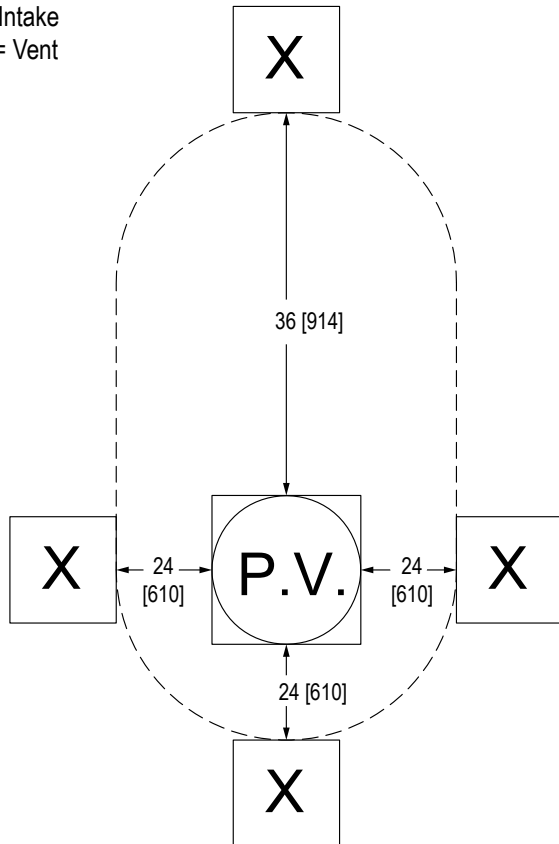 Intake
= Vent
X
36 [914]
X
24
[610]
P.V.
24
[610]
X
24 [610]
X